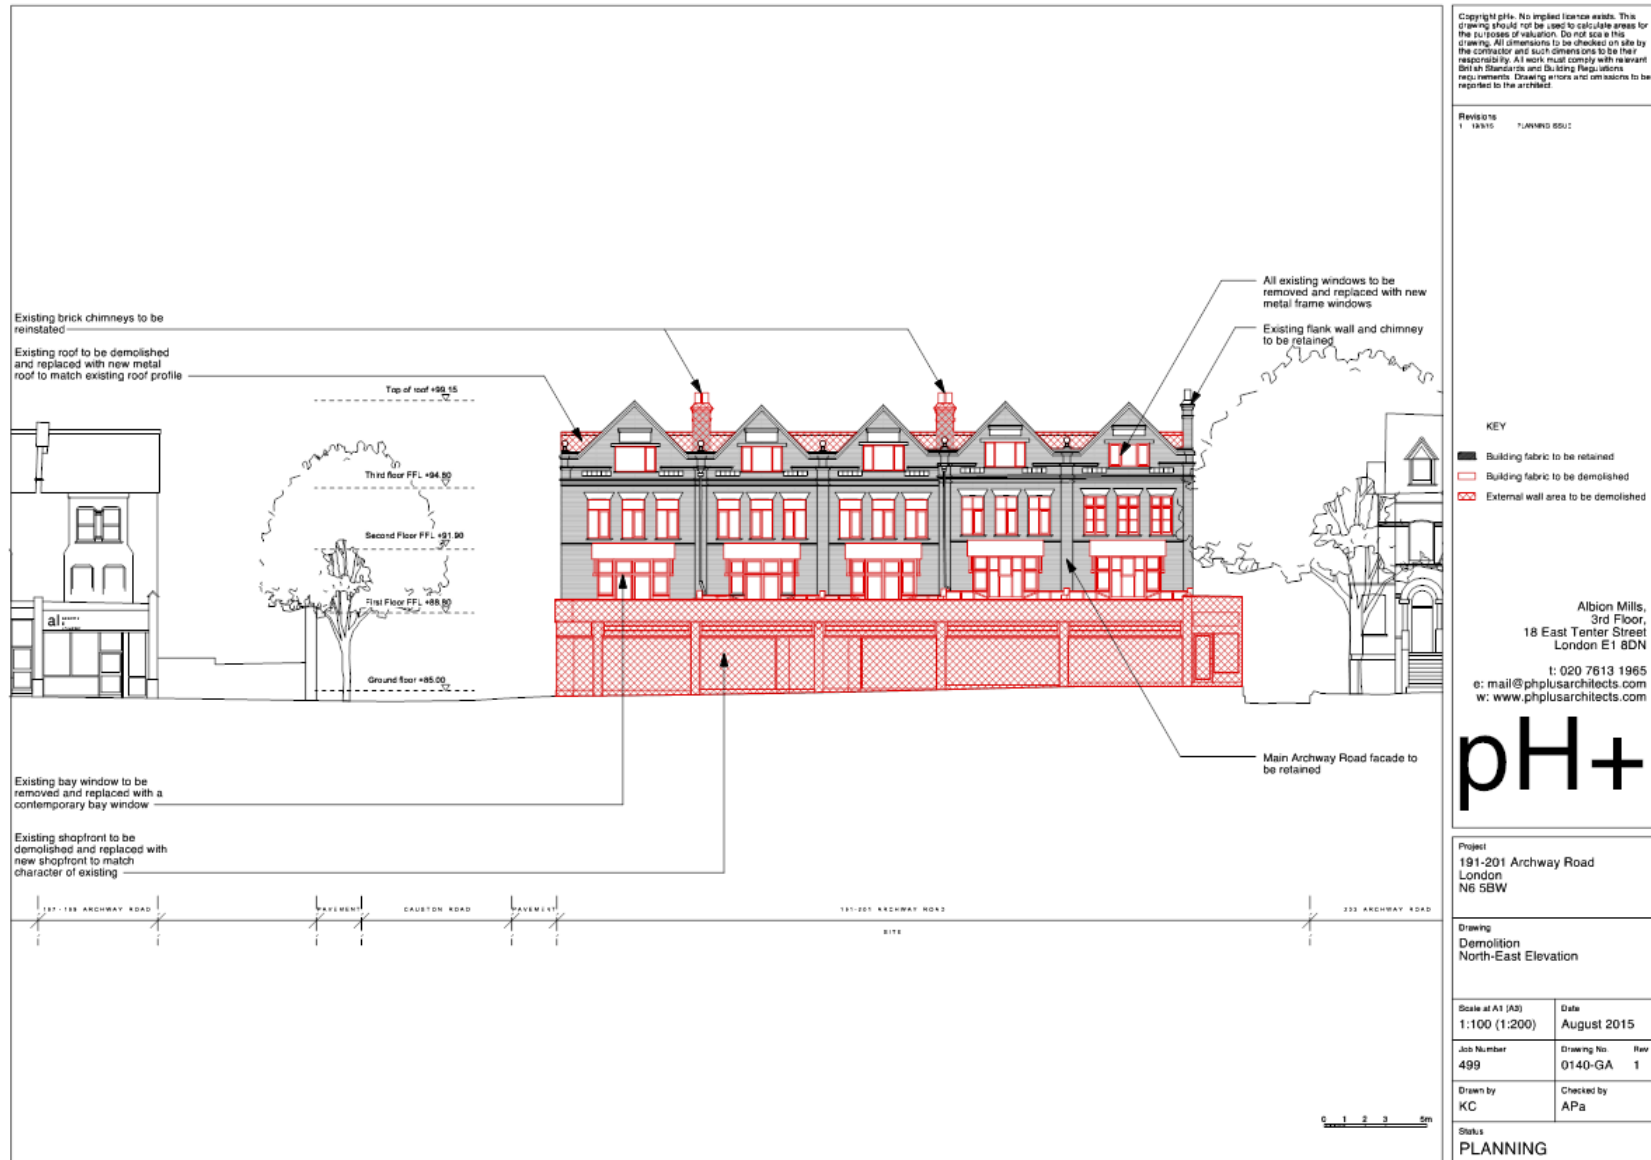 Copyright pH+. No implied licence exists. This
drawing should not be used to calculate areas for
the purposes of valuation. Do not scale this
drawing. All dimensions to be checked on site by
the contractor and such dimensions to be their
responsibility. All work must comply with relevant
British Standards and Building Regulations
requirements. Drawing errors and omissions to be
reported to the architect.
Revisions
1 PLANNING ISSUE
All existing windows to be
removed and replaced with new
metal frame windows
Existing brick chimneys to be
reinstated
Existing flank wall and chimney
to be retained
Existing roof to be demolished
and replaced with new metal
roof to match existing roof profile
Top of roof +99.15
Third floor FFL +94.80
Second Floor FFL +91.90
First Floor FFL +88.80
Ground floor +85.00
al
KEY
Building fabric to be retained
Building fabric to be demolished
External wall area to be demolished
Albion Mills,
3rd Floor,
18 East Tenter Street
London E1 8DN
t: 020 7613 1965
e: mail@phplusarchitects.com
w: www.phplusarchitects.com
pH+
Main Archway Road facade to
be retained
Existing bay window to be
removed and replaced with a
contemporary bay window
Existing shopfront to be
demolished and replaced with
new shopfront to match
character of existing
ARCHWAY ROAD
PAVEMENT
CAUSTON ROAD
PAVEMENT
191-201 ARCHWAY ROAD
ARCHWAY ROAD
SITE
Project
191-201 Archway Road
London
N6 5BW
Drawing
Demolition
North-East Elevation
Scale at A1 (A3)
1:100 (1:200)
Date
August 2015
Job Number
499
Drawing No.
0140-GA
Rev
1
Drawn by
KC
Checked by
APa
Status
PLANNING
0 1 2 3 5m